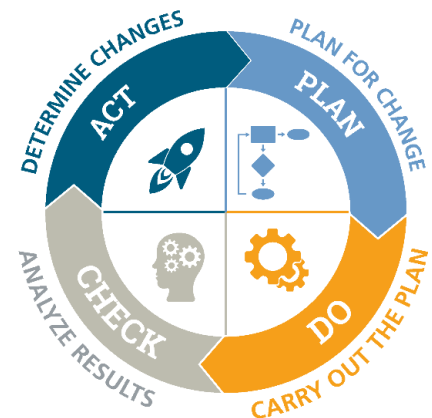 DETERMINE CHANGES
PLAN FOR CHANGE
ACT
PLAN
CHECK
DO
ANALYZE RESULTS
CARRY OUT THE PLAN